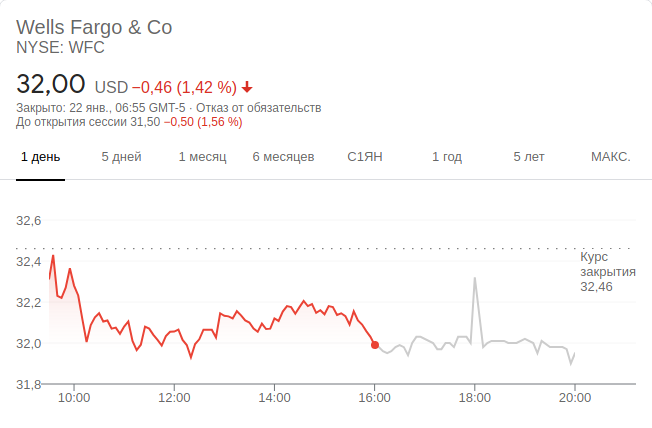 Wells Fargo & Co
NYSE: WFC
32,00 USD −0,46 (1,42 %)
Закрыто: 22 янв., 06:55 GMT-5 · Отказ от обязательств
До открытия сессии 31,50 −0,50 (1,56 %)
1 день 5 дней 1 месяц 6 месяцев С1ЯН 1 год 5 лет МАКС.
32,6
32,4
32,2
32,0
31,8
Курс
закрытия
32,46
10:00 12:00 14:00 16:00 18:00 20:00